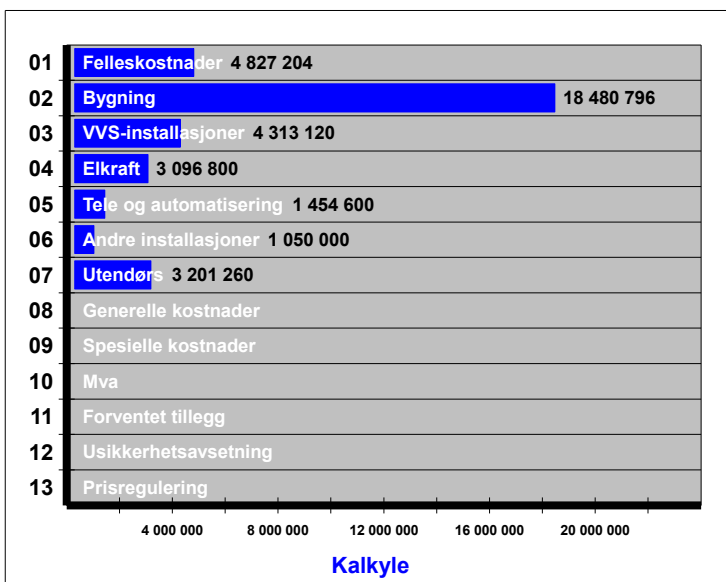 01 Felleskostnader 4 827 204
02 Bygning 18 480 796
03 VVS-installasjoner 4 313 120
04 Elkraft 3 096 800
05 Tele og automatisering 1 454 600
06 Andre installasjoner 1 050 000
07 Utendørs 3 201 260
08 Generelle kostnader
09 Spesielle kostnader
10 Mva
11 Forventet tillegg
12 Usikkerhetsavsetning
13 Prisregulering
4 000 000 8 000 000 12 000 000 16 000 000 20 000 000
Kalkyle